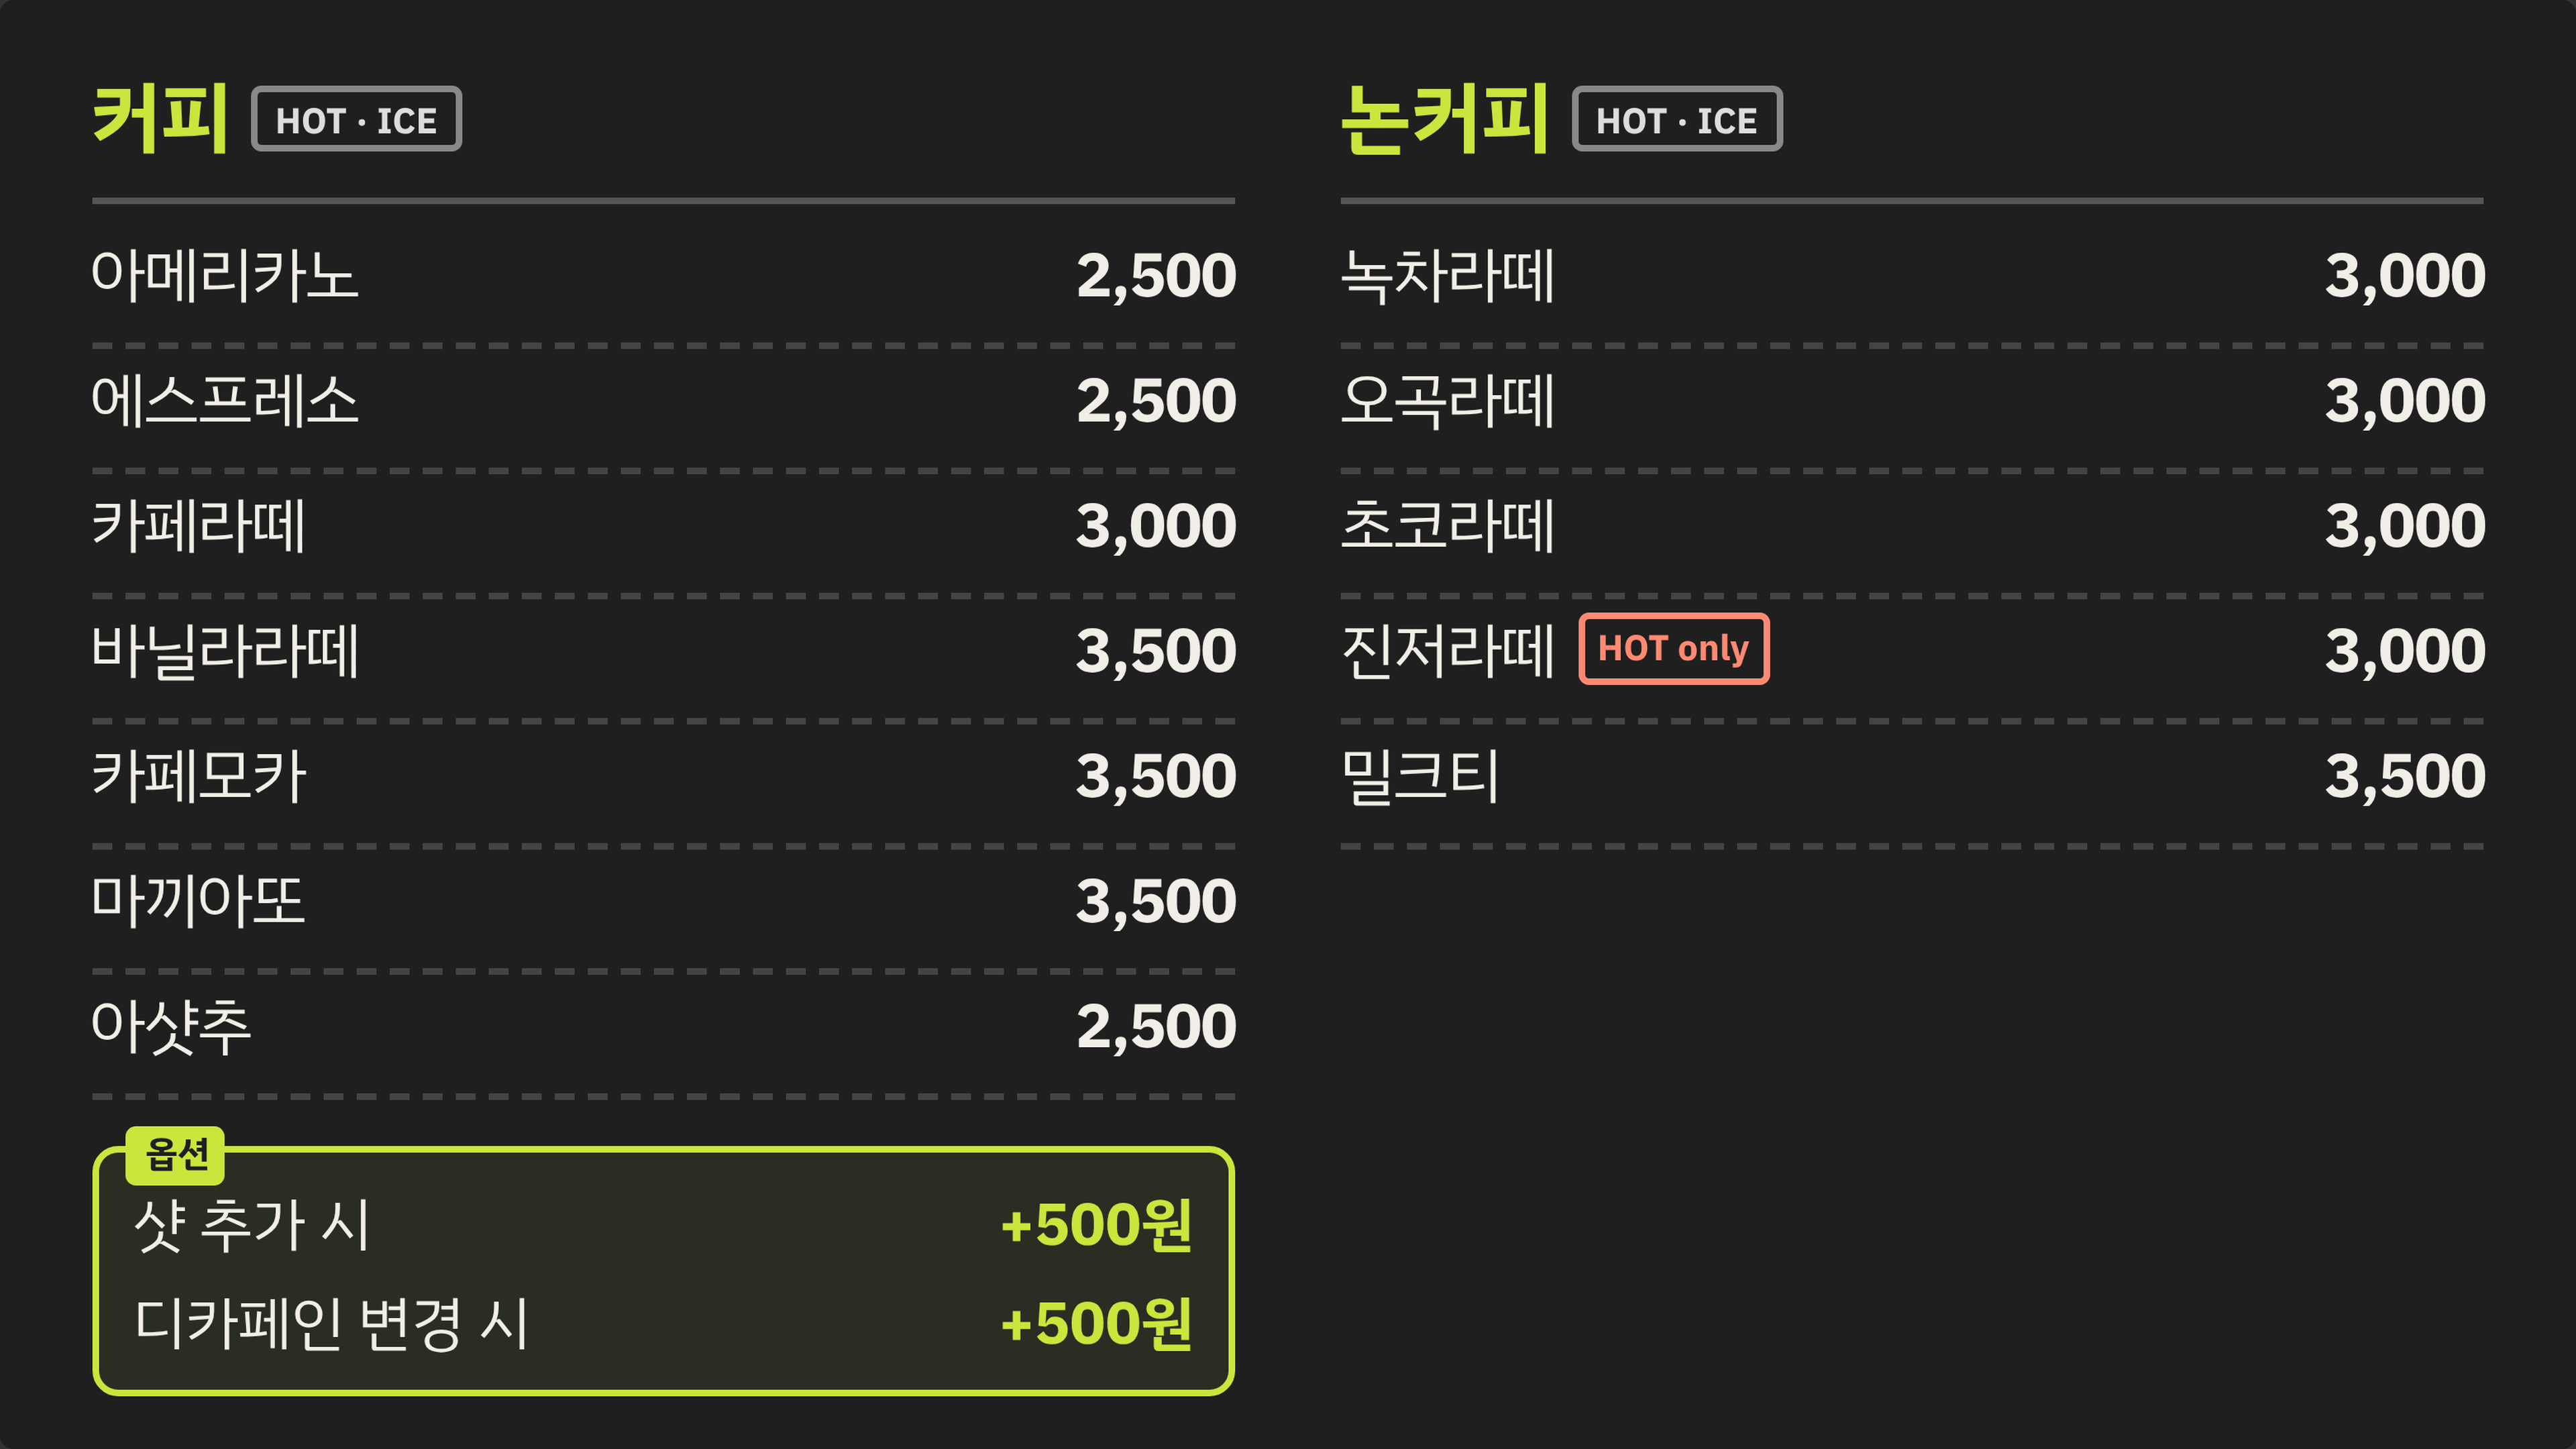 커피 HOT · ICE
아메리카노 2,500
에스프레소 2,500
카페라떼 3,000
바닐라라떼 3,500
카페모카 3,500
마끼아또 3,500
아샷추 2,500
옵션
샷 추가 시 +500원
디카페인 변경 시 +500원
논커피 HOT · ICE
녹차라떼 3,000
오곡라떼 3,000
초코라떼 3,000
진저라떼 HOT only 3,000
밀크티 3,500